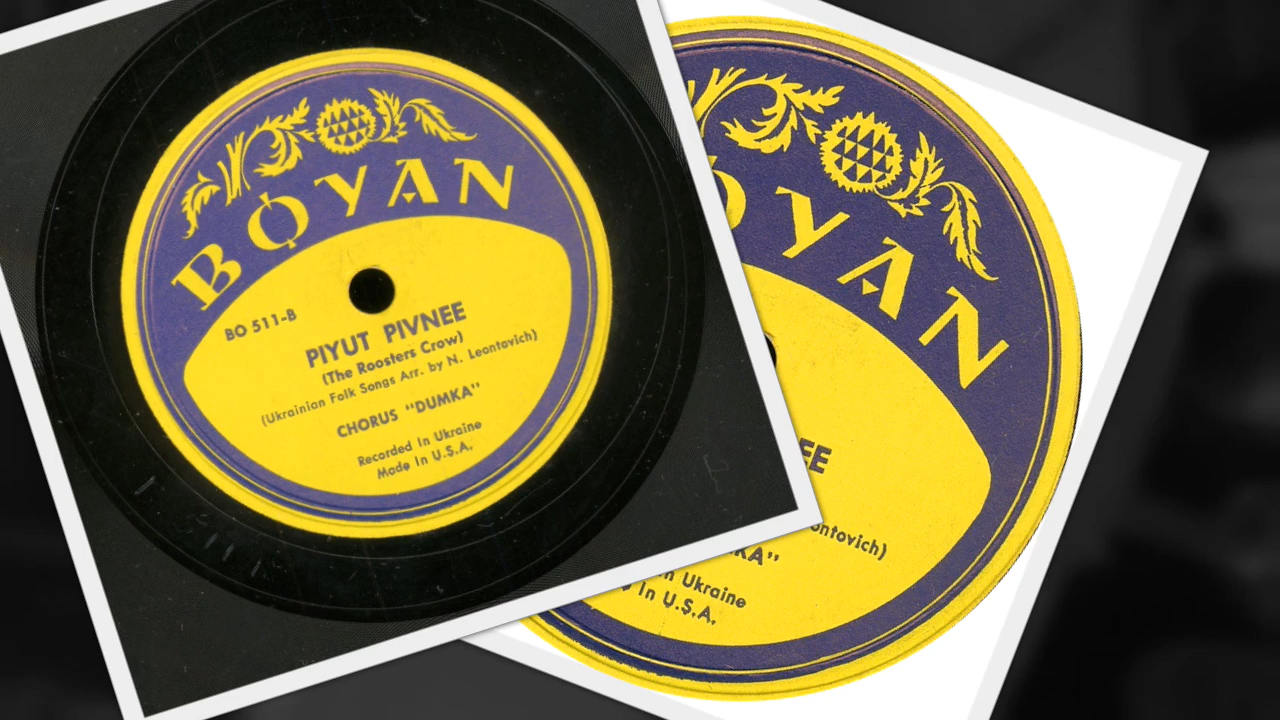 BOYAN
BO 511-B
PIYUT PIVNEE
(The Roosters Crow)
(Ukrainian Folk Songs Arr. by N. Leontovich)
CHORUS "DUMKA"
Recorded In Ukraine
Made In U.S.A.
OYAN
EE
ontovich)
KA"
n Ukraine
In U.S.A.